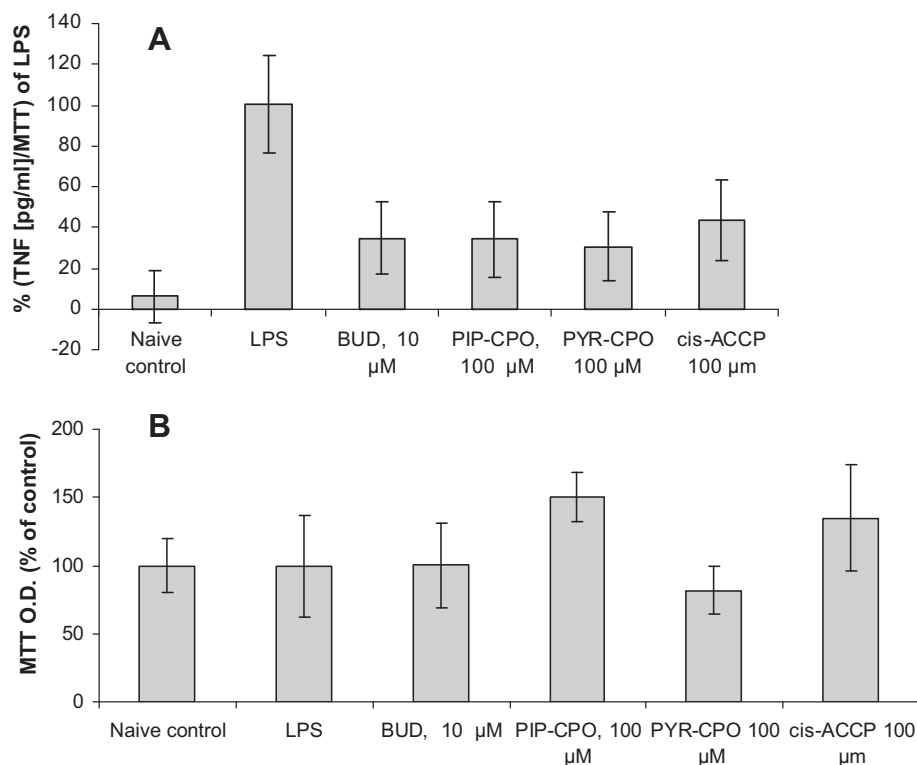 A
% (TNF [pg/ml]/MTT) of LPS
140
120
100
80
60
40
20
0
-20
Naive control
LPS
BUD, 10 µM
PIP-CPO, 100 µM
PYR-CPO 100 µM
cis-ACCP 100 µm
B
MTT O.D. (% of control)
200
150
100
50
0
Naive control
LPS
BUD, 10 µM
PIP-CPO, 100 µM
PYR-CPO 100 µM
cis-ACCP 100 µm